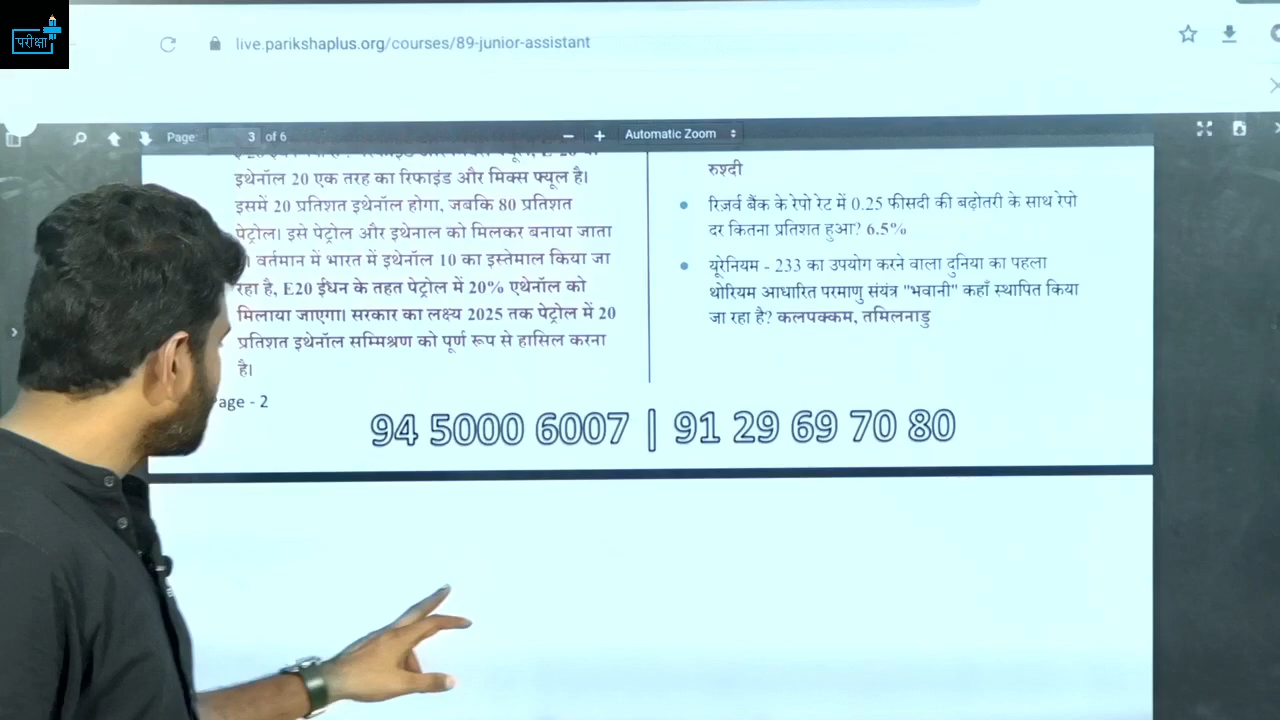 परीक्षा
live.parikshaplus.org/courses/89-junior-assistant
Page: 3 of 6
Automatic Zoom
इथेनॉल 20 एक तरह का रिफाइंड और मिक्स फ्यूल है।
इसमें 20 प्रतिशत इथेनॉल होगा, जबकि 80 प्रतिशत
पेट्रोल। इसे पेट्रोल और इथेनाल को मिलकर बनाया जाता
। वर्तमान में भारत में इथेनॉल 10 का इस्तेमाल किया जा
रहा है, E20 ईंधन के तहत पेट्रोल में 20% एथेनॉल को
मिलाया जाएगा। सरकार का लक्ष्य 2025 तक पेट्रोल में 20
प्रतिशत इथेनॉल सम्मिश्रण को पूर्ण रूप से हासिल करना
है।
age - 2
रुश्दी
• रिज़र्व बैंक के रेपो रेट में 0.25 फीसदी की बढ़ोतरी के साथ रेपो
दर कितना प्रतिशत हुआ? 6.5%
• यूरेनियम - 233 का उपयोग करने वाला दुनिया का पहला
थोरियम आधारित परमाणु संयंत्र "भवानी" कहाँ स्थापित किया
जा रहा है? कलपक्कम, तमिलनाडु
94 5000 6007 | 91 29 69 70 80